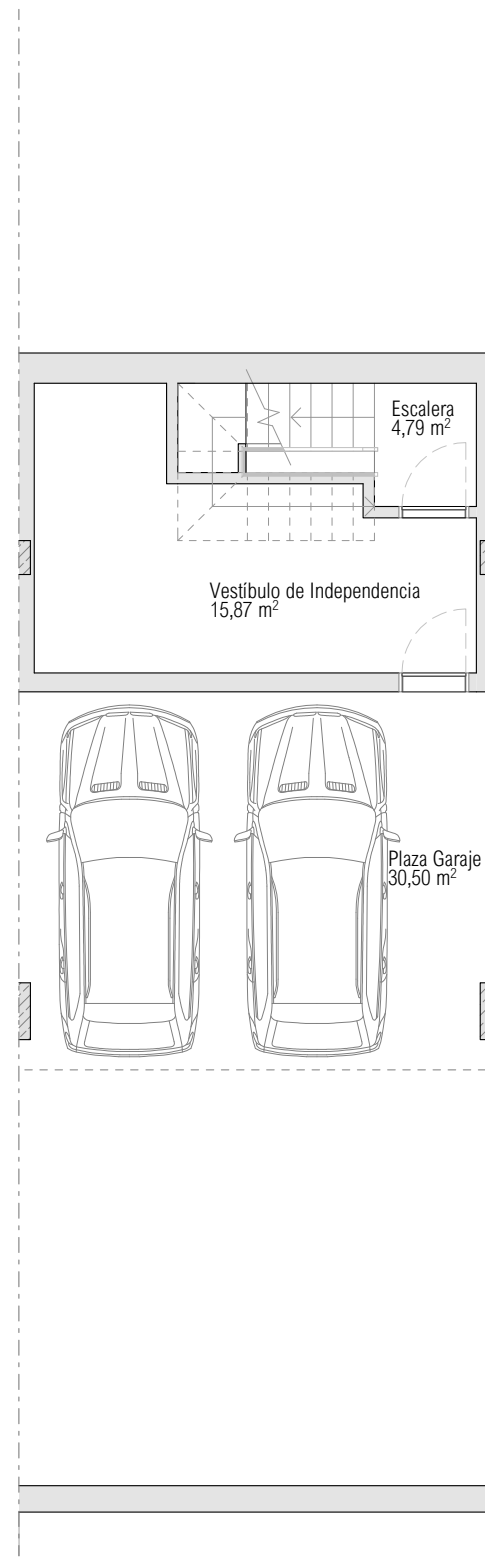 Escalera
4,79 m²
Vestíbulo de Independencia
15,87 m²
Plaza Garaje
30,50 m²